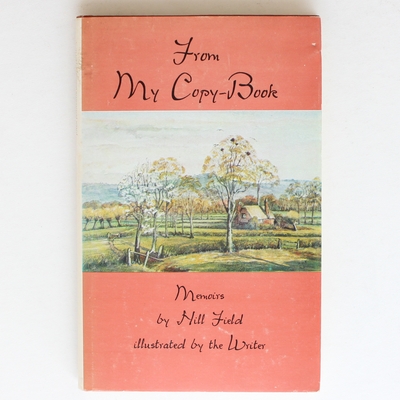 From
My Copy-Book
Memoirs
by Hill Field
illustrated by the Writer